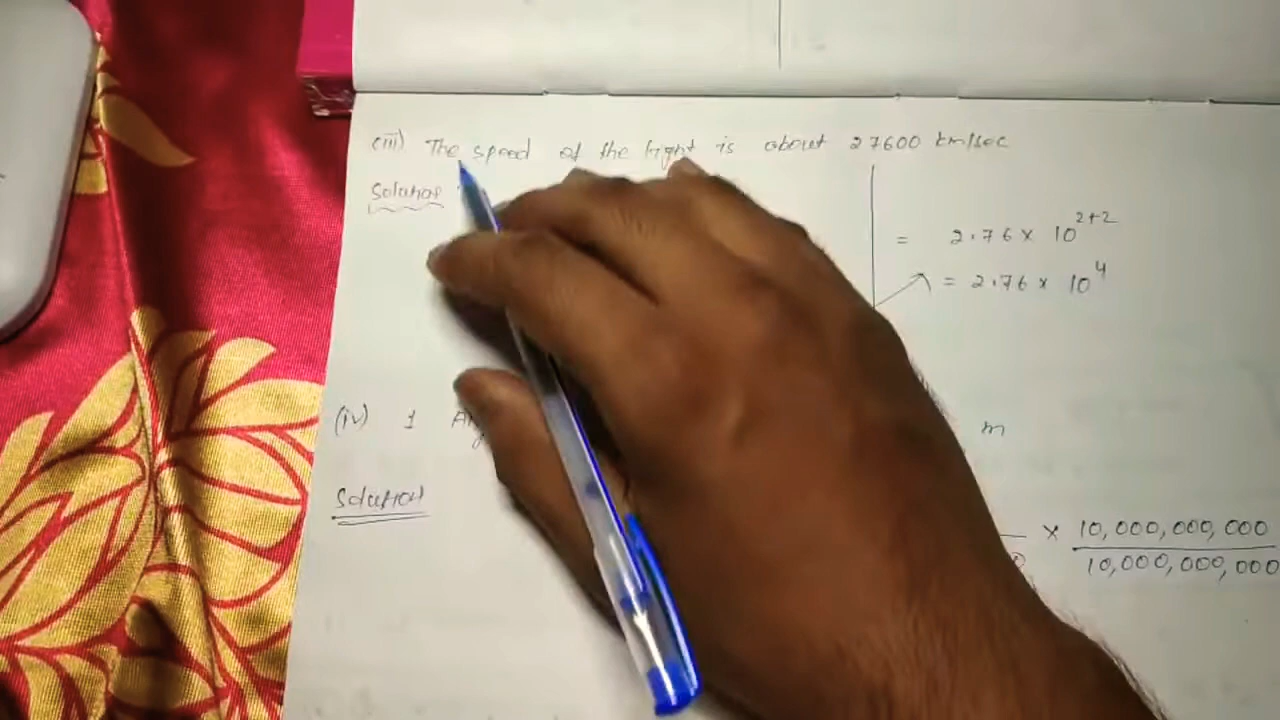 (iii) The speed of the light is about 27600 km/sec
Solution
= 2.76 x 10^2+2
= 2.76 x 10^4
(iv) 1 m
Solution
x 10,000,000,000
10,000,000,000